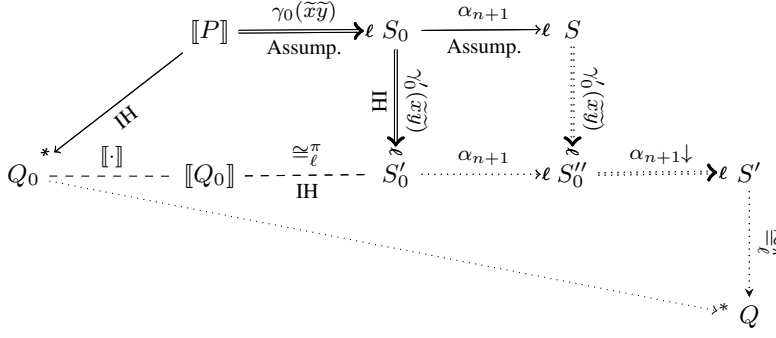 γ₀(x̃ỹ) α_{n+1}
⟦P⟧ ℓ S₀ ℓ S
Assump. Assump.
IH IH γ′₀(x̃ỹ) γ′₀(x̃ỹ)
* ⟦·⟧ ≅^π_ℓ ℓ α_{n+1} ℓ α_{n+1}↓
Q₀ ⟦Q₀⟧ S′₀ ℓ S″₀ ℓ S′
IH
* Q